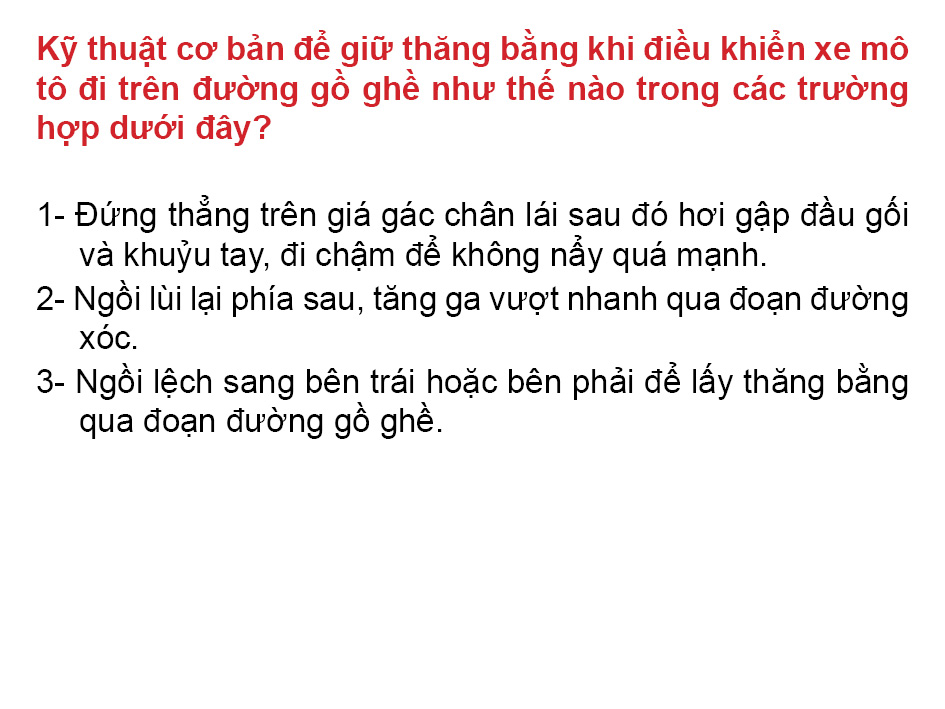 Kỹ thuật cơ bản để giữ thăng bằng khi điều khiển xe mô
tô đi trên đường gồ ghề như thế nào trong các trường
hợp dưới đây?
1- Đứng thẳng trên giá gác chân lái sau đó hơi gập đầu gối
và khuỷu tay, đi chậm để không nẩy quá mạnh.
2- Ngồi lùi lại phía sau, tăng ga vượt nhanh qua đoạn đường
xóc.
3- Ngồi lệch sang bên trái hoặc bên phải để lấy thăng bằng
qua đoạn đường gồ ghề.